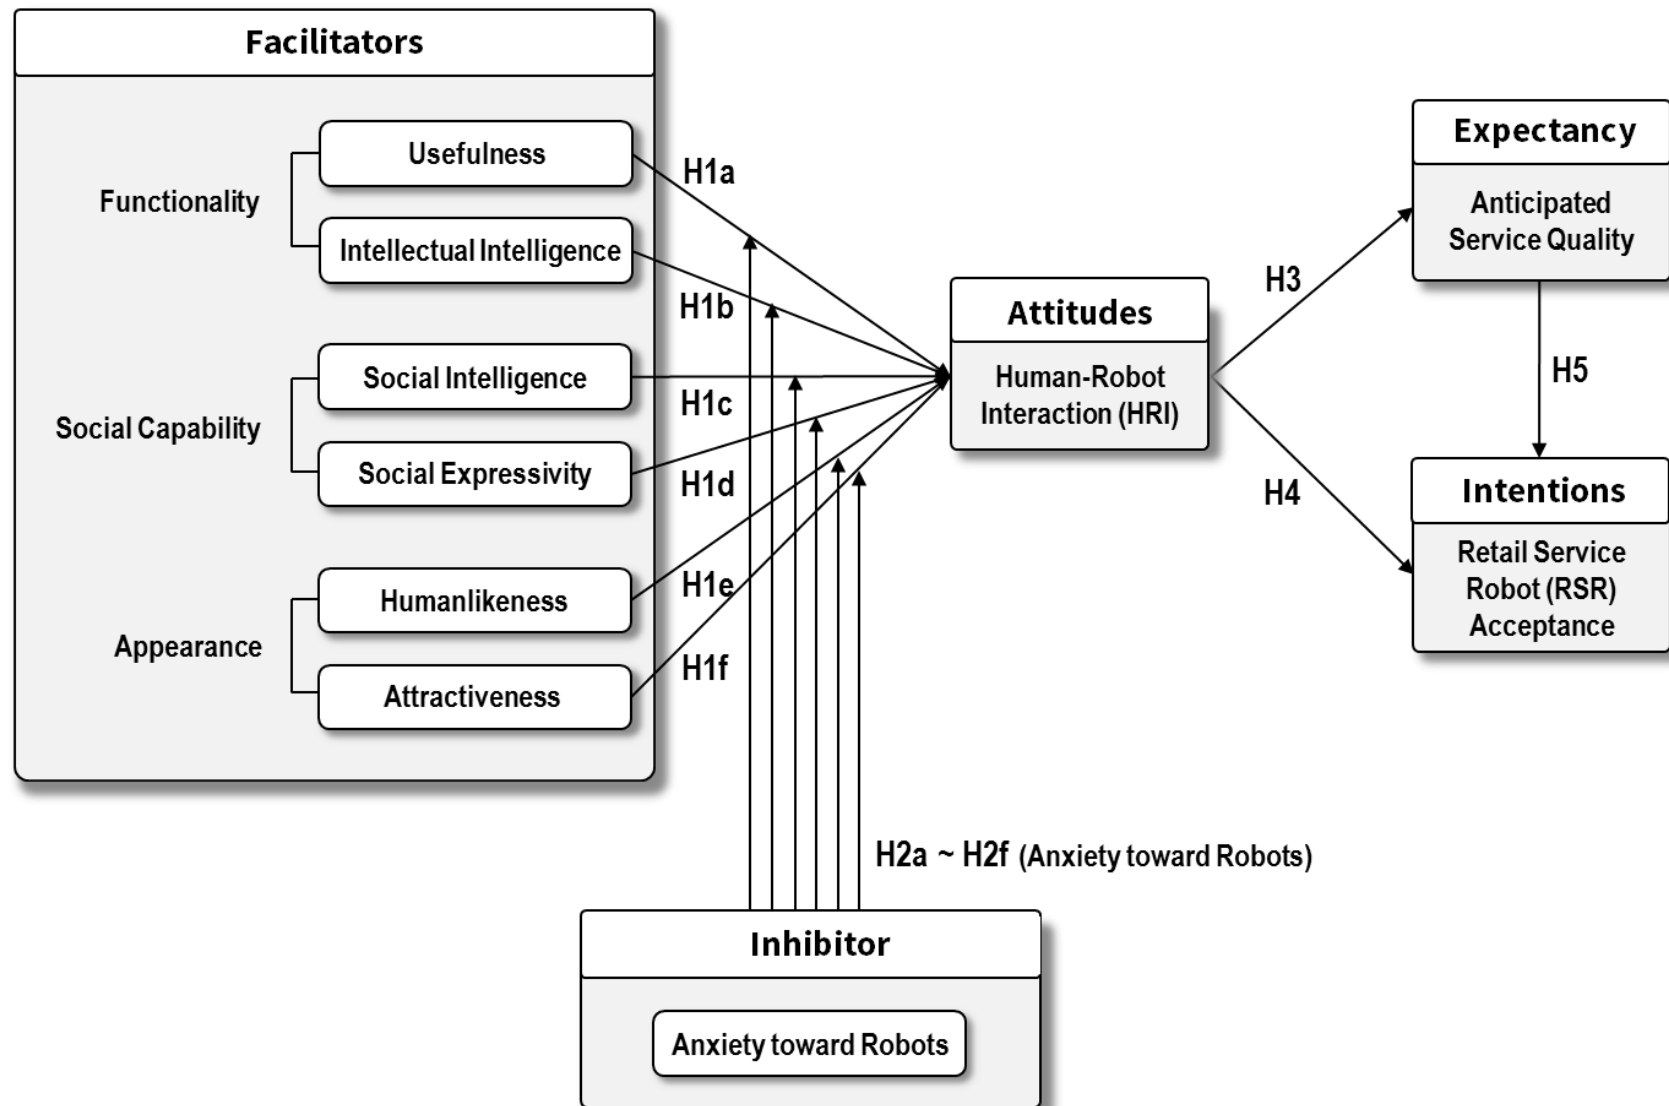 Facilitators
Functionality
Usefulness
Intellectual Intelligence
Social Capability
Social Intelligence
Social Expressivity
Appearance
Humanlikeness
Attractiveness
H1a
H1b
H1c
H1d
H1e
H1f
Attitudes
Human-Robot
Interaction (HRI)
H3
H4
Expectancy
Anticipated
Service Quality
H5
Intentions
Retail Service
Robot (RSR)
Acceptance
H2a ~ H2f (Anxiety toward Robots)
Inhibitor
Anxiety toward Robots